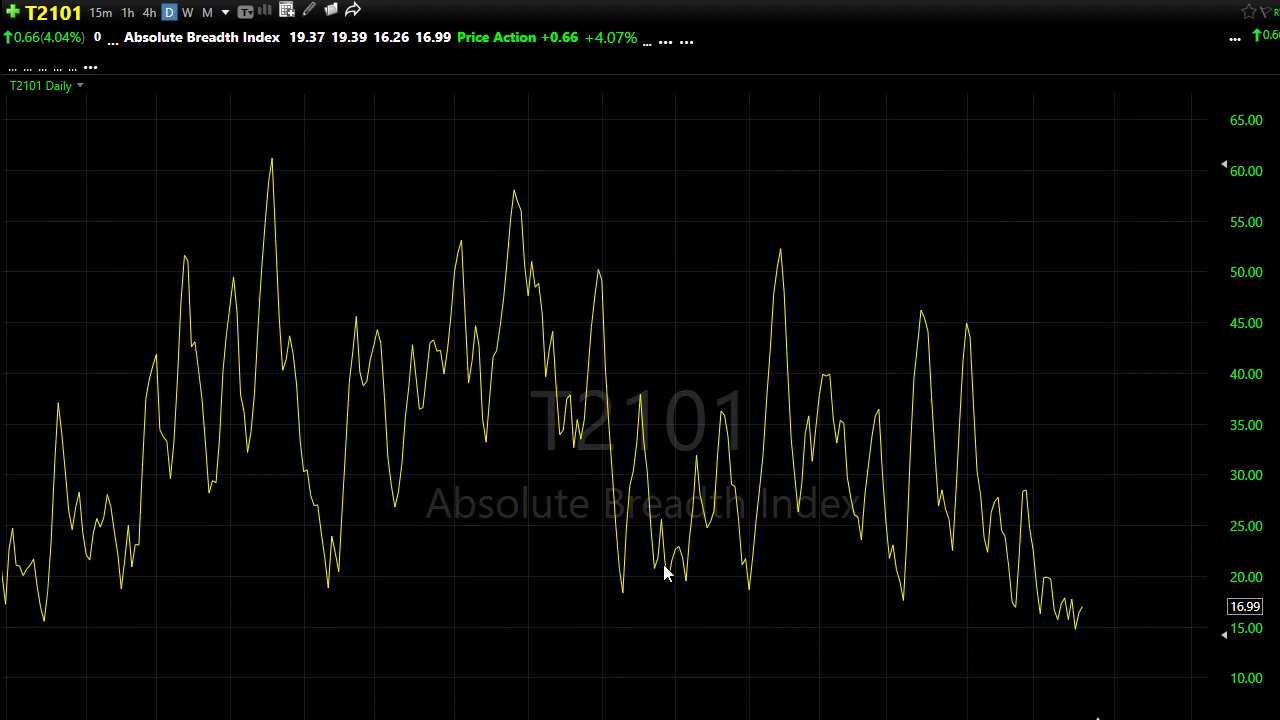 T2101 15m 1h 4h D W M
0.66(4.04%) 0 ... Absolute Breadth Index 19.37 19.39 16.26 16.99 Price Action +0.66 +4.07% ... ... ... ... 0.6
... ... ... ... ... ...
T2101 Daily
65.00
60.00
55.00
50.00
45.00
40.00
T2101
35.00
30.00
Absolute Breadth Index
25.00
20.00
16.99
15.00
10.00